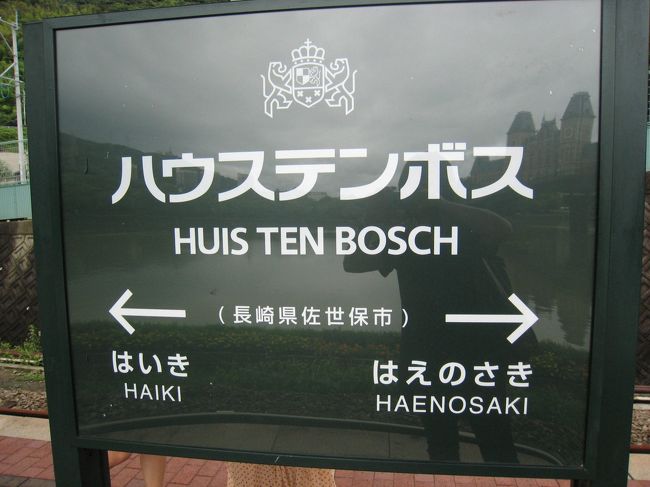 ハウステンボス
HUIS TEN BOSCH
(長崎県佐世保市)
はいき
HAIKI
はえのさき
HAENOSAKI